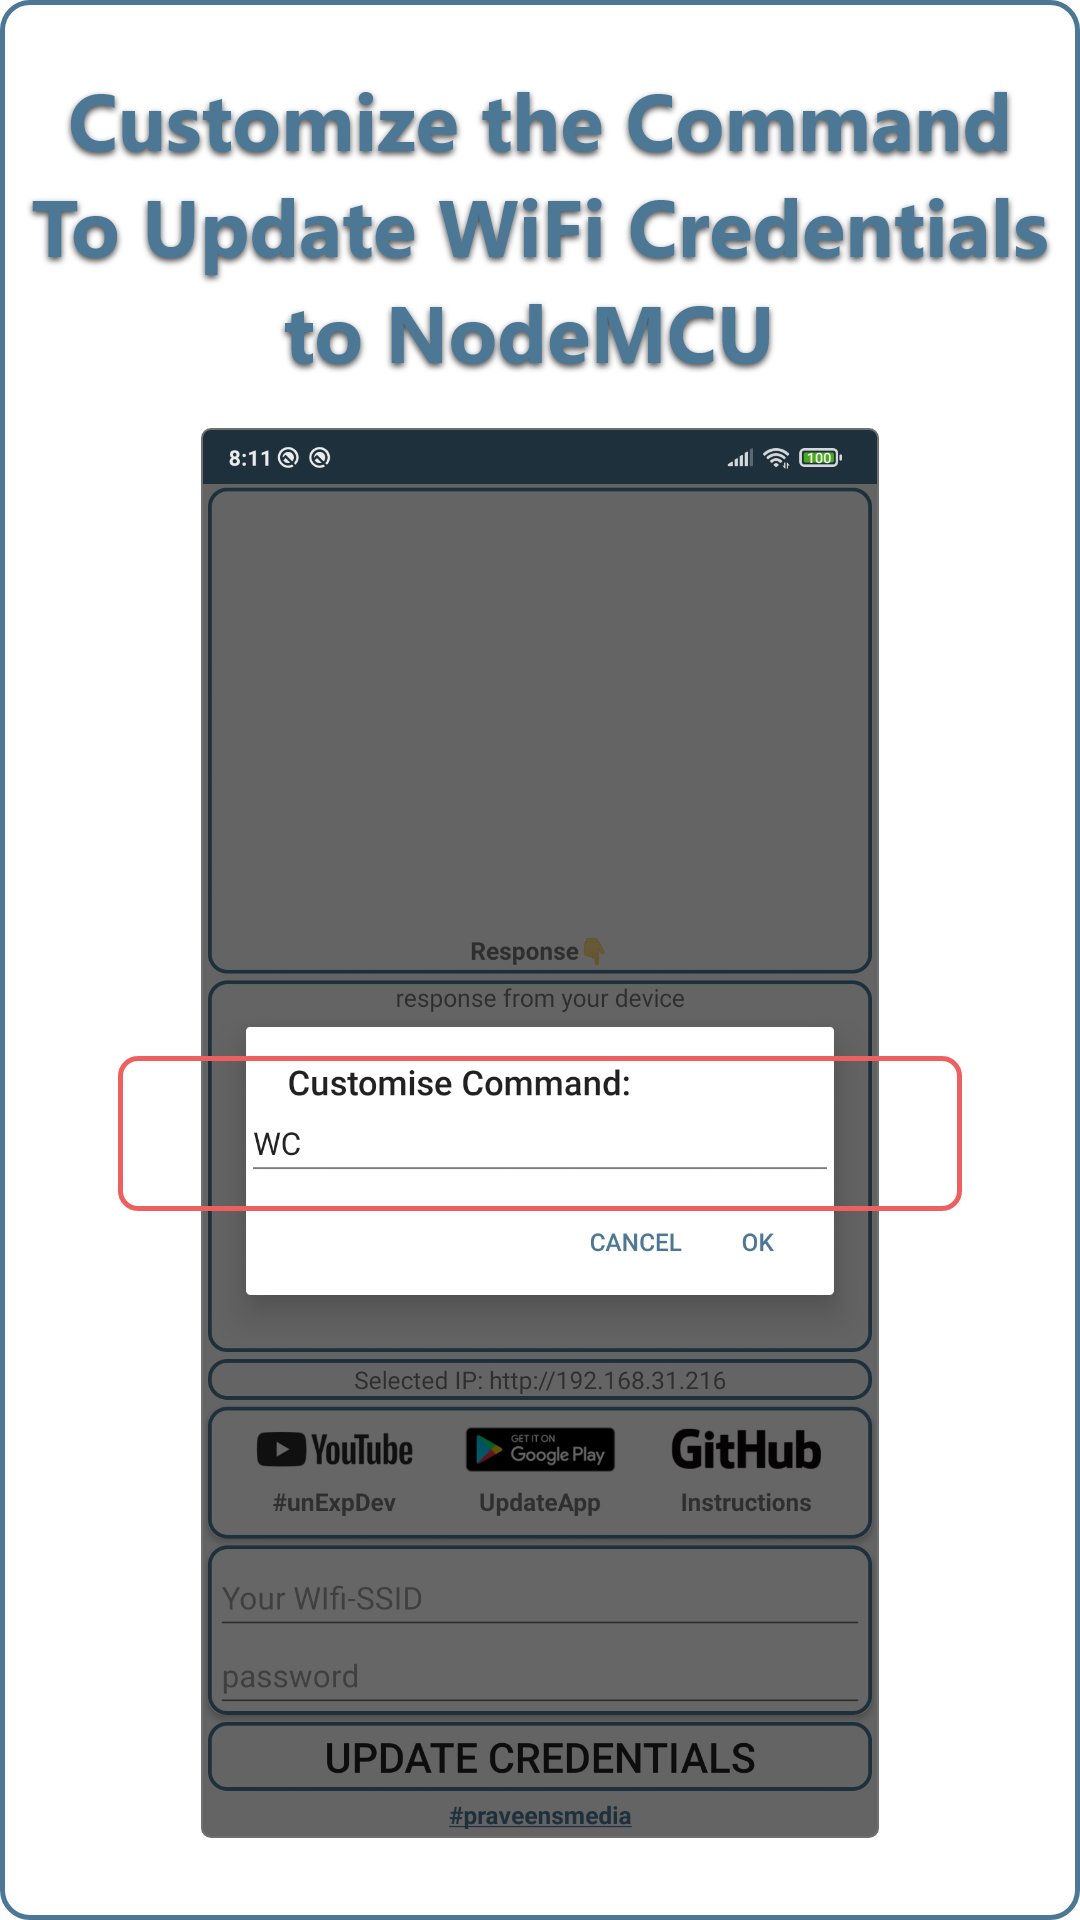 Customize the Command
To Update WiFi Credentials
to NodeMCU
8:11 100
Response👇
response from your device
Customise Command:
WC
CANCEL OK
Selected IP: http://192.168.31.216
YouTube GET IT ON Google Play GitHub
#unExpDev UpdateApp Instructions
Your WIfi-SSID
password
UPDATE CREDENTIALS
#praveensmedia